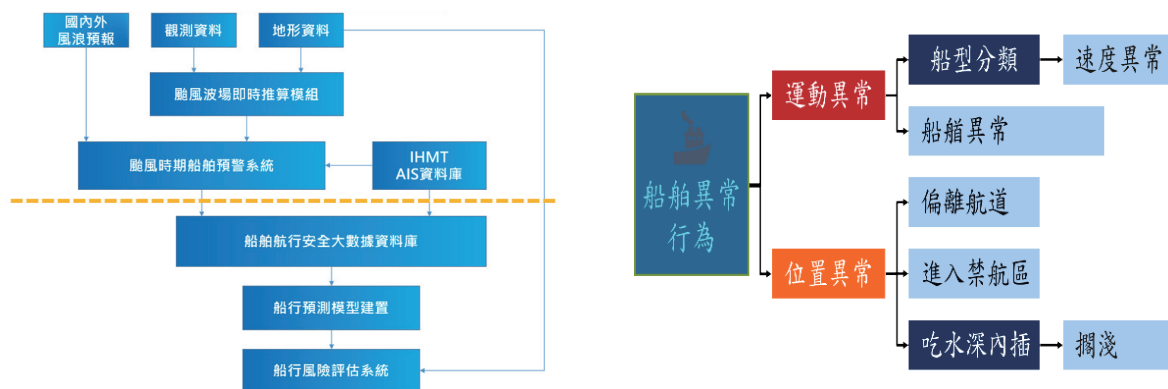 國內外
風浪預報
觀測資料
地形資料
颱風波場即時推算模組
颱風時期船舶預警系統
IHMT
AIS資料庫
船舶航行安全大數據資料庫
船行預測模型建置
船行風險評估系統
船舶異常
行為
運動異常
船型分類
速度異常
船艏異常
位置異常
偏離航道
進入禁航區
吃水深內插
擱淺